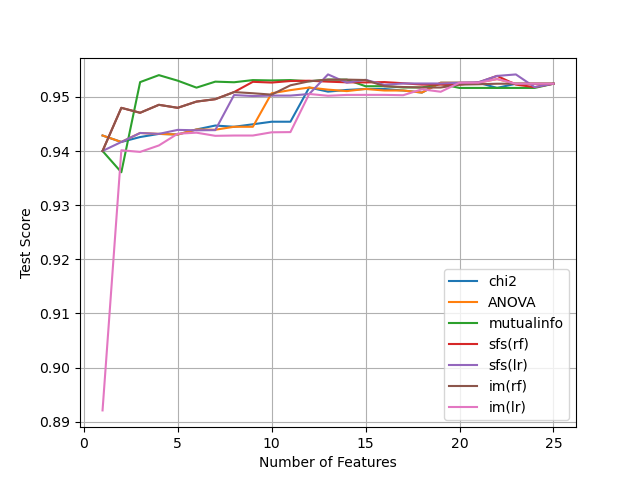 0.95
0.94
0.93
0.92
0.91
0.90
0.89
Test Score
0 5 10 15 20 25
Number of Features
chi2
ANOVA
mutualinfo
sfs(rf)
sfs(lr)
im(rf)
im(lr)